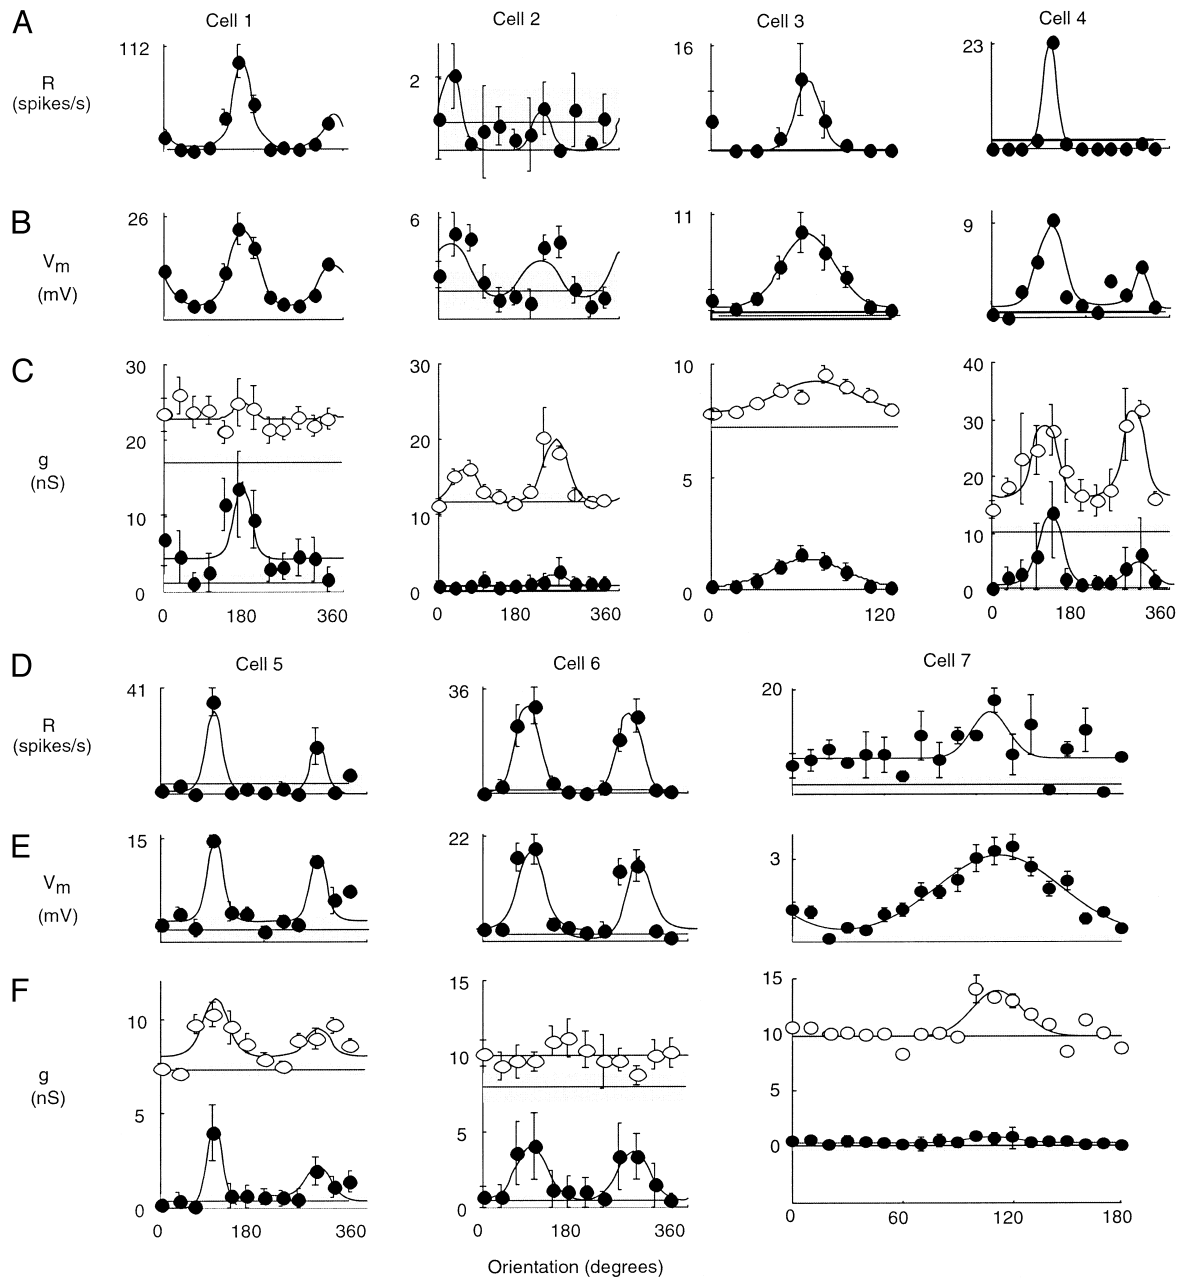 A Cell 1 Cell 2 Cell 3 Cell 4
R
(spikes/s)
112 2 16 23
B
Vm
(mV)
26 6 11 9
C
g
(nS)
30 30 10 40
20 20 5 30
10 10 20
0 0 0 10
0
0 180 360 0 180 360 0 120 0 180 360
D Cell 5 Cell 6 Cell 7
R
(spikes/s)
41 36 20
E
Vm
(mV)
15 22 3
F
g
(nS)
10 15 15
5 10 10
0 5 5
0 0
0 180 360 0 180 360 0 60 120 180
Orientation (degrees)